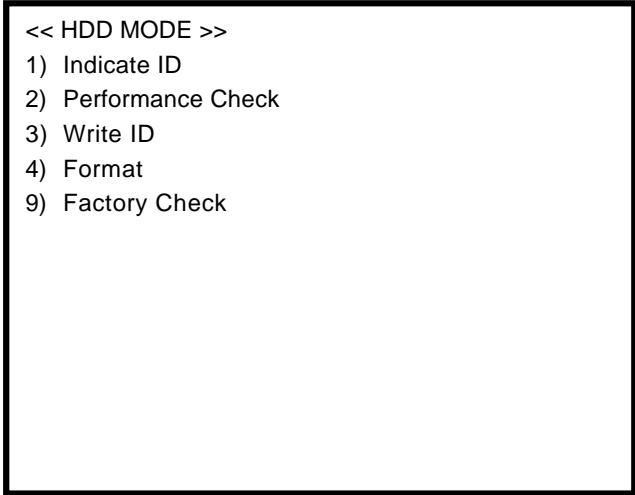 << HDD MODE >>
1) Indicate ID
2) Performance Check
3) Write ID
4) Format
9) Factory Check